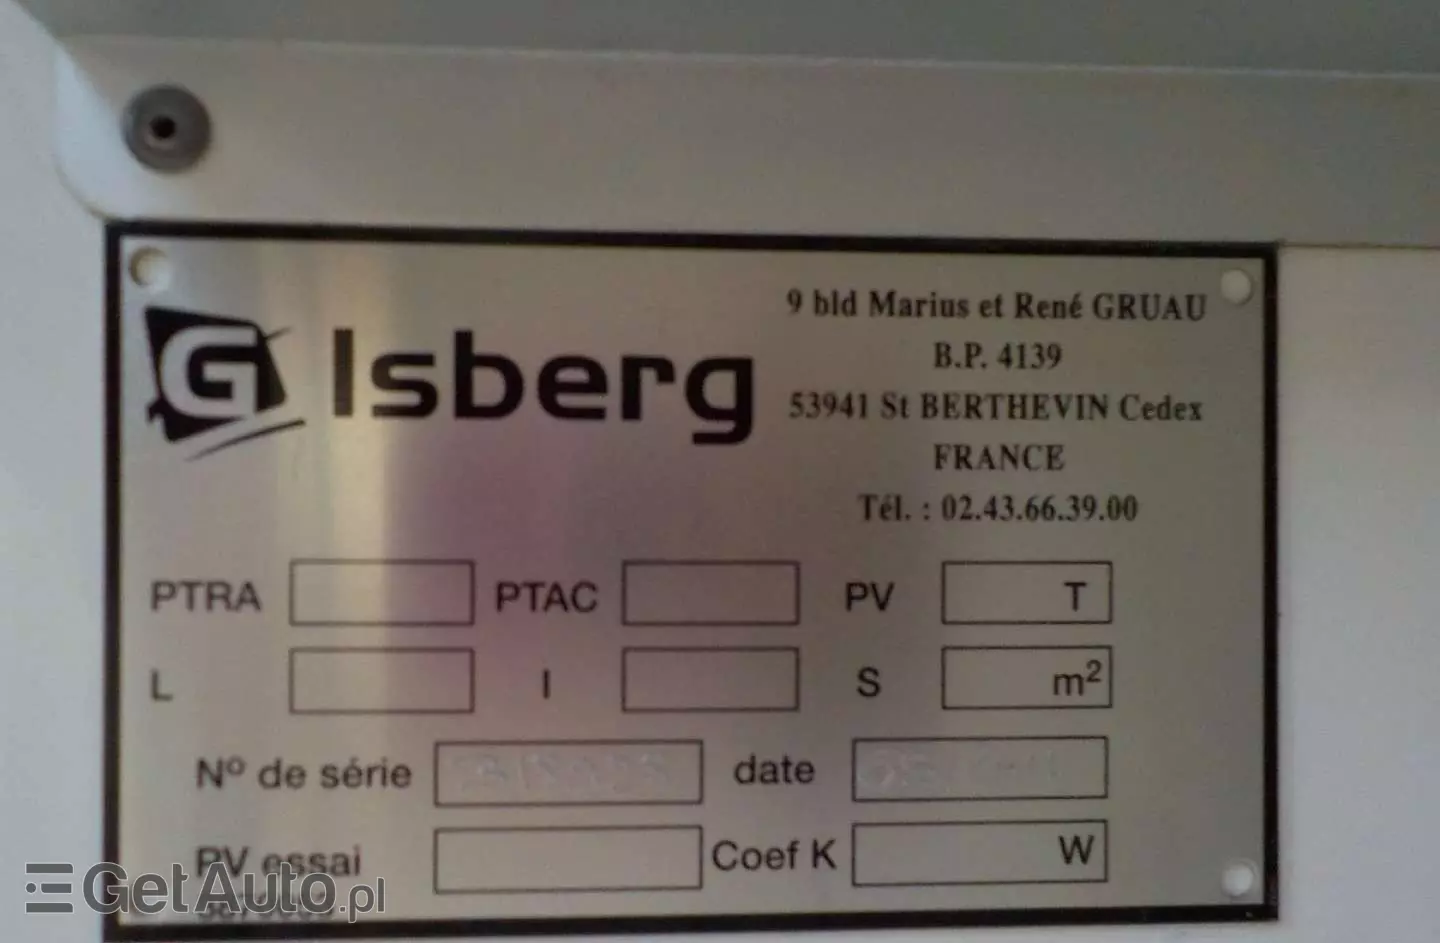 G Isberg
9 bld Marius et René GRUAU
B.P. 4139
53941 St BERTHEVIN Cedex
FRANCE
Tél. : 02.43.66.39.00
PTRA PTAC PV T
L l S m²
Nº de série date
PV essai Coef K W
GetAuto.pl